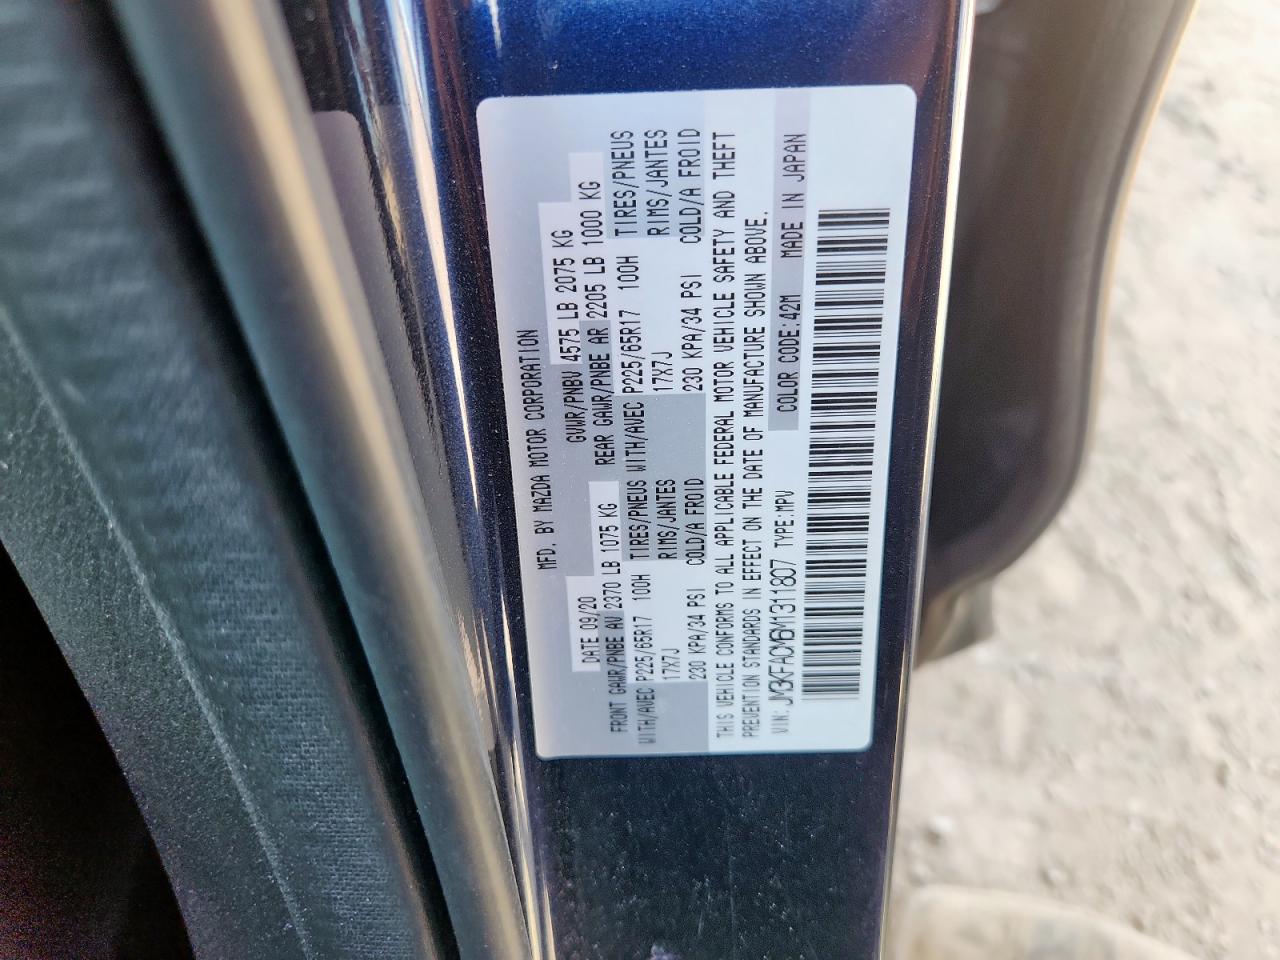 MFD. BY MAZDA MOTOR CORPORATION
DATE 09/20 GVWR/PNBV 4575 LB 2075 KG
FRONT GAWR/PNBE AV 2370 LB 1075 KG REAR GAWR/PNBE AR 2205 LB 1000 KG
WITH/AVEC P225/65R17 100H TIRES/PNEUS WITH/AVEC P225/65R17 100H TIRES/PNEUS
17X7J RIMS/JANTES 17X7J RIMS/JANTES
230 KPA/34 PSI COLD/A FROID 230 KPA/34 PSI COLD/A FROID
THIS VEHICLE CONFORMS TO ALL APPLICABLE FEDERAL MOTOR VEHICLE SAFETY AND THEFT
PREVENTION STANDARDS IN EFFECT ON THE DATE OF MANUFACTURE SHOWN ABOVE.
VIN: JM3KFACM6M1311807 TYPE:MPV COLOR CODE:42M MADE IN JAPAN